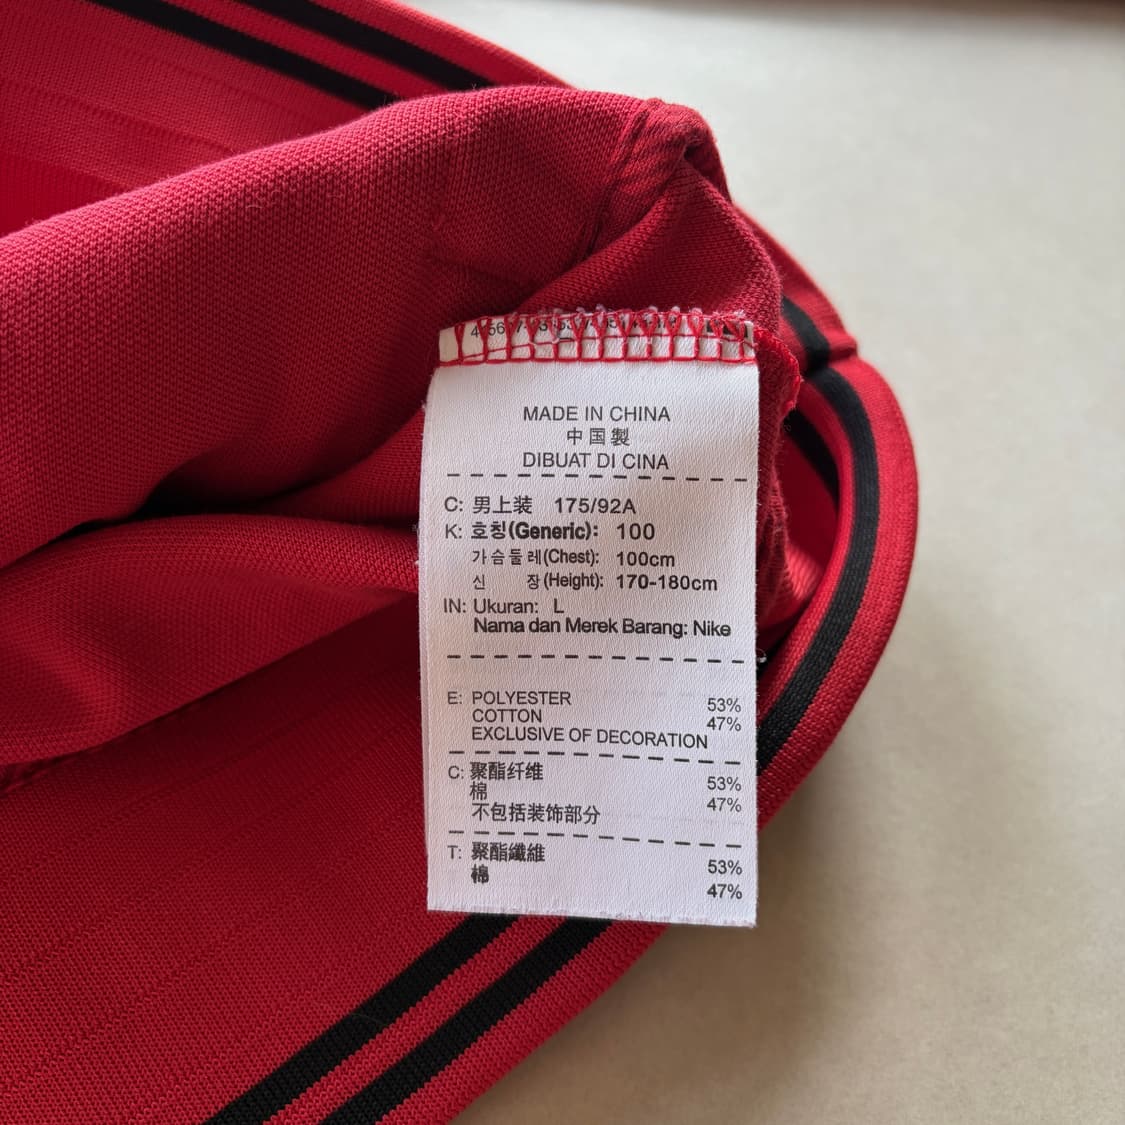 MADE IN CHINA
中国製
DIBUAT DI CINA
C: 男上装 175/92A
K: 호칭(Generic): 100
가슴둘레(Chest): 100cm
신 장(Height): 170-180cm
IN: Ukuran: L
Nama dan Merek Barang: Nike
E: POLYESTER 53%
COTTON 47%
EXCLUSIVE OF DECORATION
C: 聚酯纤维 53%
棉 47%
不包括装饰部分
T: 聚酯纖維 53%
棉 47%